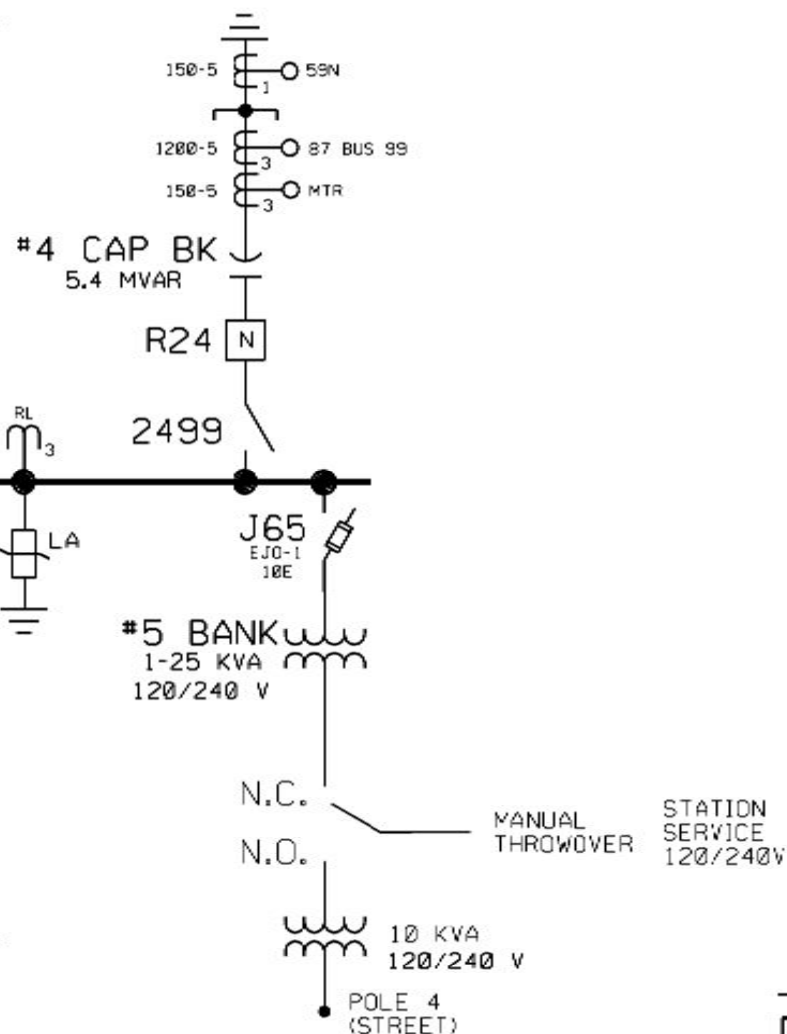 150-5
59N
1
1200-5
87 BUS 99
3
150-5
MTR
3
#4 CAP BK
5.4 MVAR
R24
N
2499
RL
3
LA
J65
EJO-1
10E
#5 BANK
1-25 KVA
120/240 V
N.C.
MANUAL
THROWOVER
STATION
SERVICE
120/240V
N.O.
10 KVA
120/240 V
POLE 4
(STREET)